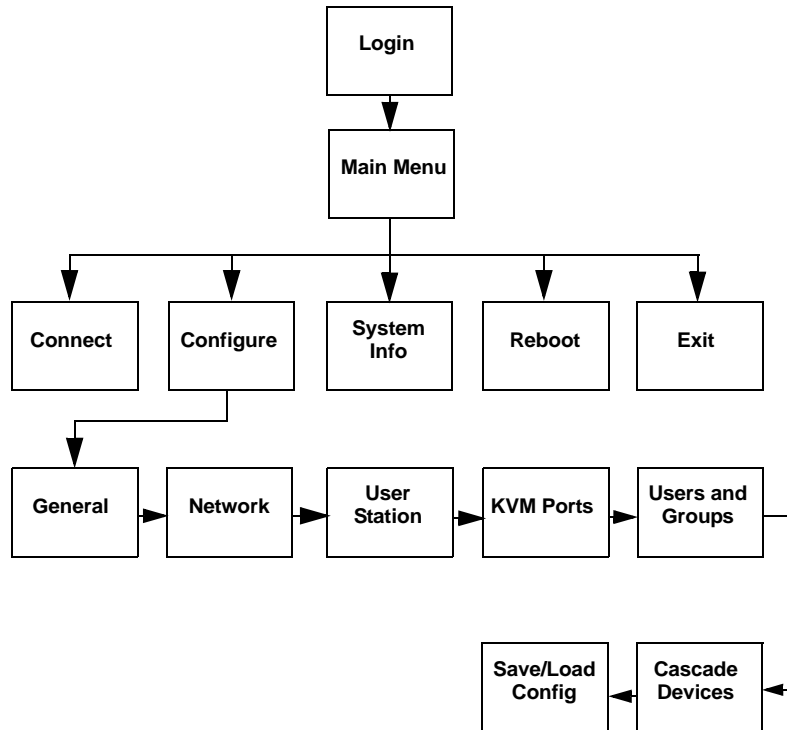 Login
Main Menu
Connect
Configure
System
Info
Reboot
Exit
General
Network
User
Station
KVM Ports
Users and
Groups
Save/Load
Config
Cascade
Devices